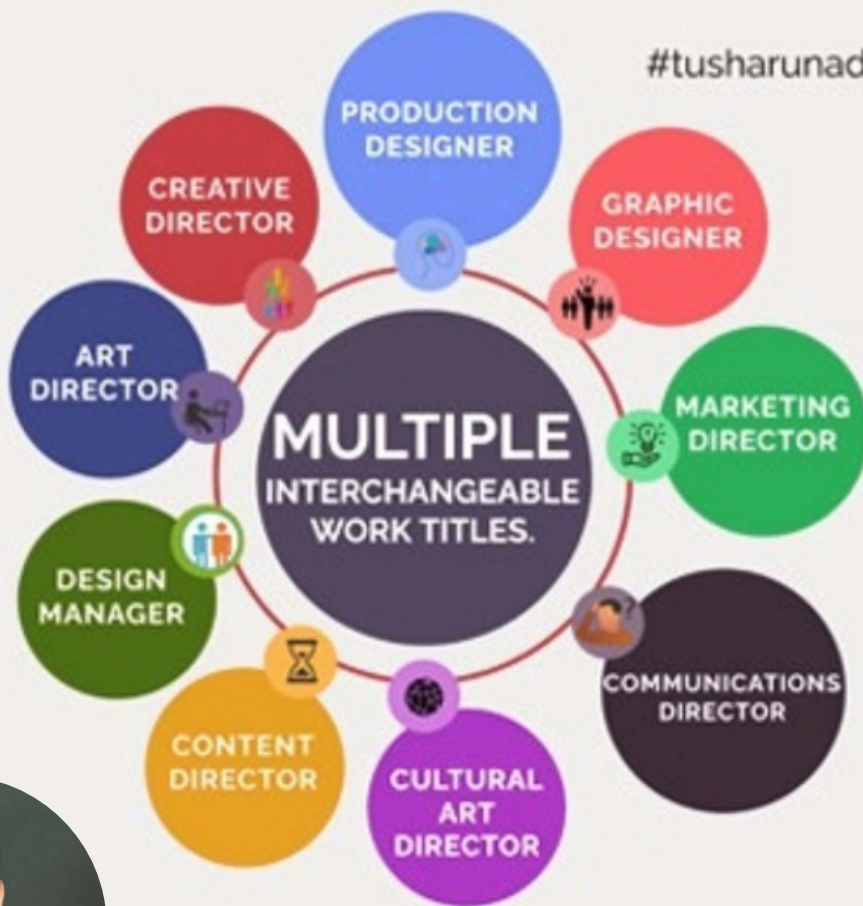 #tusharunad
PRODUCTION
DESIGNER
CREATIVE
DIRECTOR
GRAPHIC
DESIGNER
ART
DIRECTOR
MARKETING
DIRECTOR
MULTIPLE
INTERCHANGEABLE
WORK TITLES.
DESIGN
MANAGER
COMMUNICATIONS
DIRECTOR
CONTENT
DIRECTOR
CULTURAL
ART
DIRECTOR